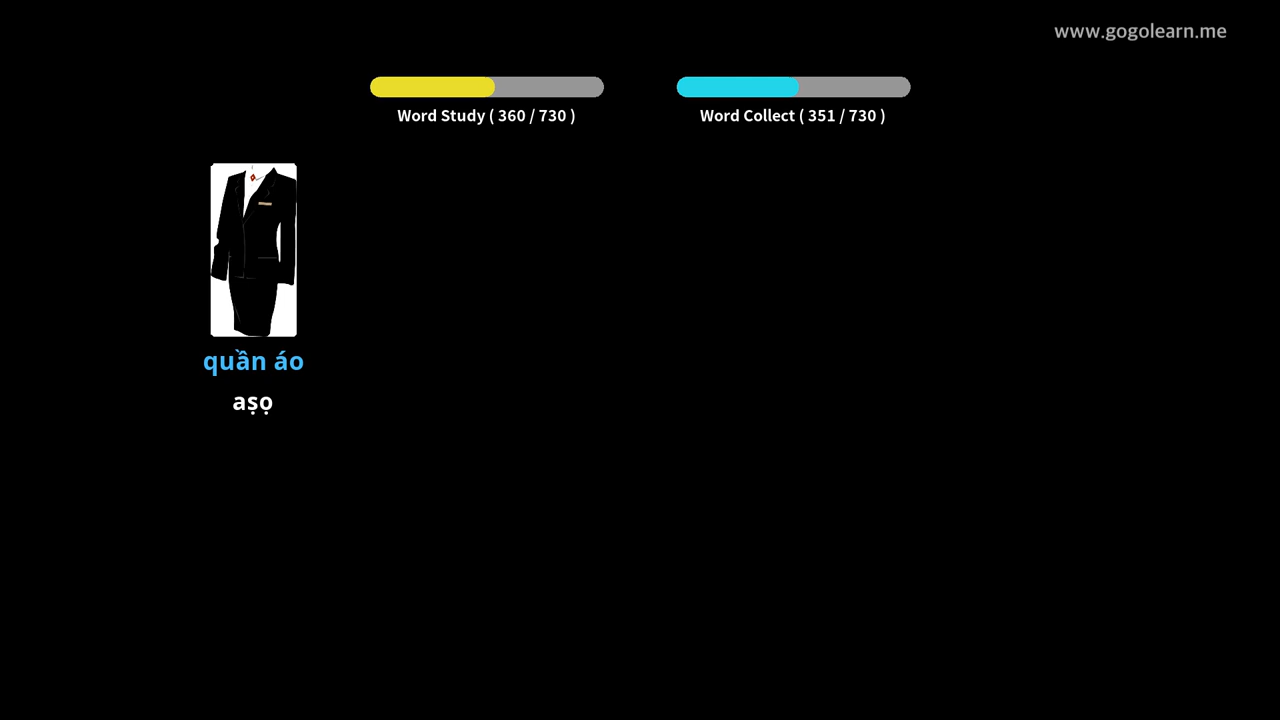 www.gogolearn.me
Word Study ( 360 / 730 )
Word Collect ( 351 / 730 )
quần áo
aṣọ